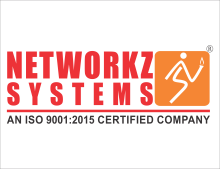 NETWORKZ
SYSTEMS
®
AN ISO 9001:2015 CERTIFIED COMPANY